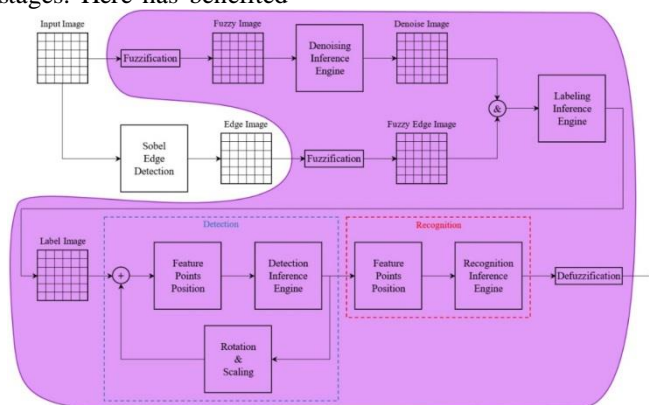 stages. Here has benefited
Input Image
Fuzzy Image
Denoise Image
Fuzzification
Denoising
Inference
Engine
Labeling
Inference
Engine
&
Edge Image
Fuzzy Edge Image
Sobel
Edge
Detection
Fuzzification
Detection
Recognition
Label Image
+
Feature
Points
Position
Detection
Inference
Engine
Feature
Points
Position
Recognition
Inference
Engine
Defuzzification
Rotation
&
Scaling